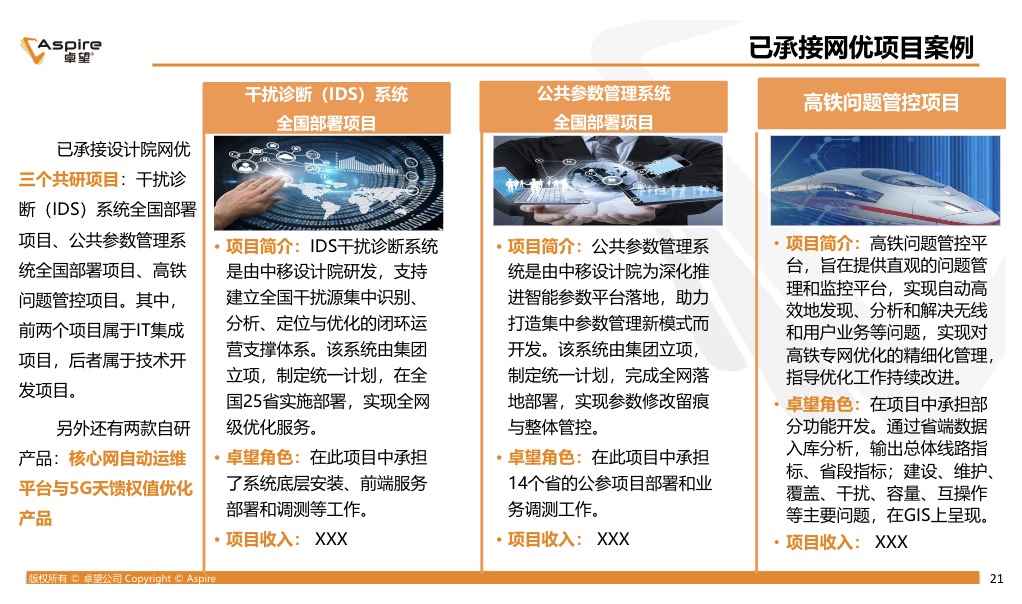 Aspire
卓望
已承接网优项目案例
已承接设计院网优
三个共研项目：干扰诊
断（IDS）系统全国部署
项目、公共参数管理系
统全国部署项目、高铁
问题管控项目。其中，
前两个项目属于IT集成
项目，后者属于技术开
发项目。
另外还有两款自研
产品：核心网自动运维
平台与5G天馈权值优化
产品
干扰诊断（IDS）系统
全国部署项目
• 项目简介：IDS干扰诊断系统
是由中移设计院研发，支持
建立全国干扰源集中识别、
分析、定位与优化的闭环运
营支撑体系。该系统由集团
立项，制定统一计划，在全
国25省实施部署，实现全网
级优化服务。
• 卓望角色：在此项目中承担
了系统底层安装、前端服务
部署和调测等工作。
• 项目收入： XXX
公共参数管理系统
全国部署项目
• 项目简介：公共参数管理系
统是由中移设计院为深化推
进智能参数平台落地，助力
打造集中参数管理新模式而
开发。该系统由集团立项，
制定统一计划，完成全网落
地部署，实现参数修改留痕
与整体管控。
• 卓望角色：在此项目中承担
14个省的公参项目部署和业
务调测工作。
• 项目收入： XXX
高铁问题管控项目
• 项目简介：高铁问题管控平
台，旨在提供直观的问题管
理和监控平台，实现自动高
效地发现、分析和解决无线
和用户业务等问题，实现对
高铁专网优化的精细化管理，
指导优化工作持续改进。
• 卓望角色：在项目中承担部
分功能开发。通过省端数据
入库分析，输出总体线路指
标、省段指标；建设、维护、
覆盖、干扰、容量、互操作
等主要问题，在GIS上呈现。
• 项目收入： XXX
版权所有 © 卓望公司 Copyright © Aspire
21